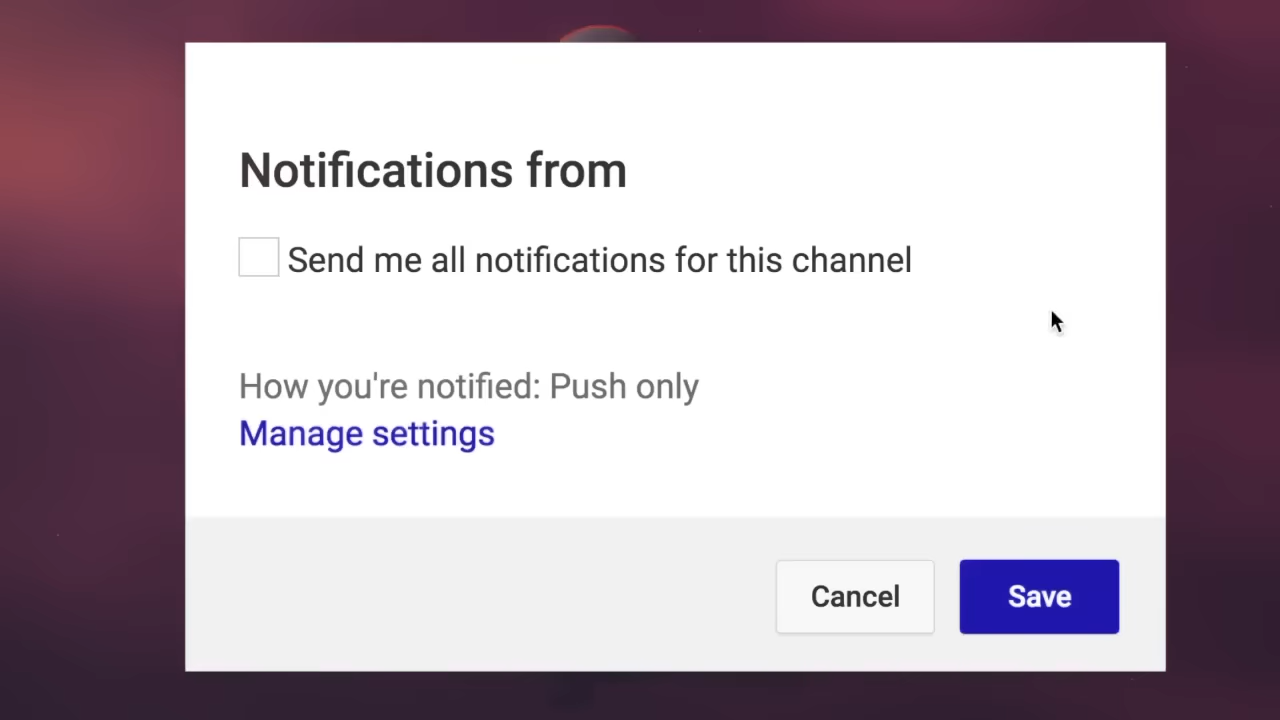 Notifications from
Send me all notifications for this channel
How you're notified: Push only
Manage settings
Cancel Save